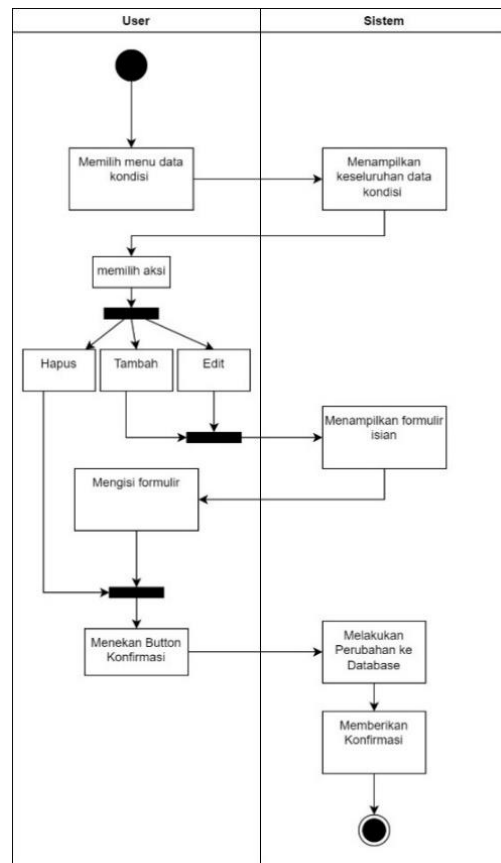 User
Sistem
Memilih menu data
kondisi
Menampilkan
keseluruhan data
kondisi
memilih aksi
Hapus
Tambah
Edit
Menampilkan formulir
isian
Mengisi formulir
Menekan Button
Konfirmasi
Melakukan
Perubahan ke
Database
Memberikan
Konfirmasi